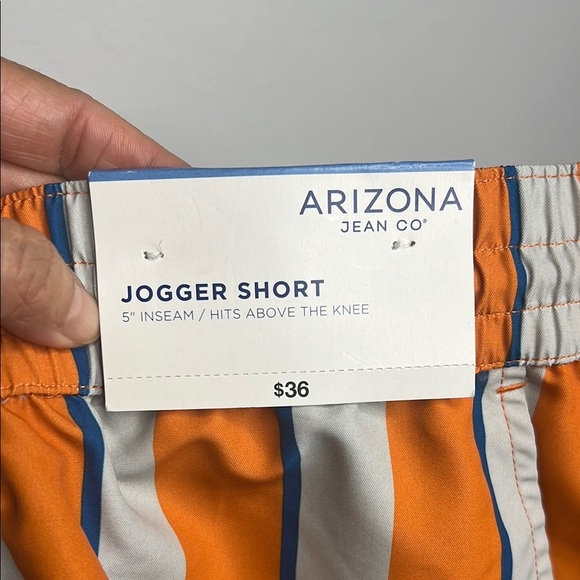 ARIZONA
JEAN CO®
JOGGER SHORT
5" INSEAM / HITS ABOVE THE KNEE
$36